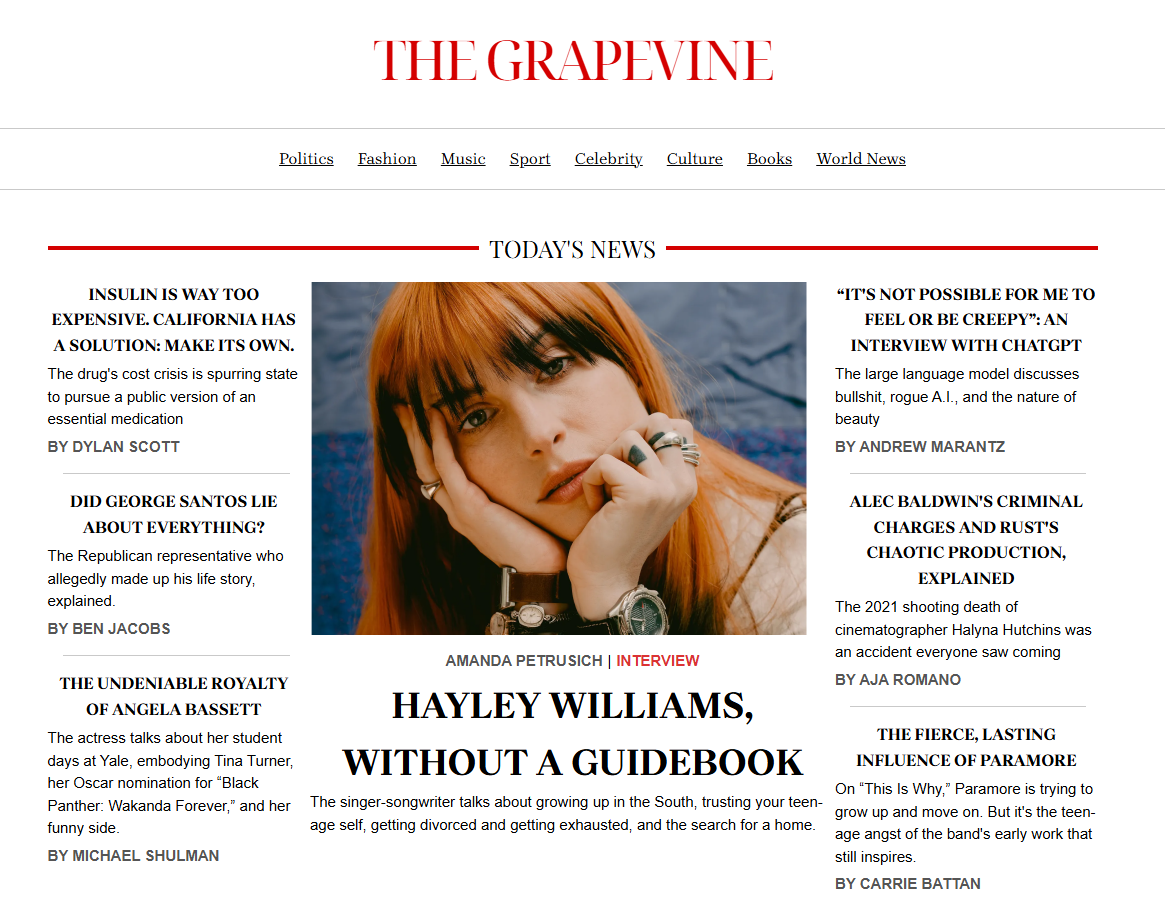 THE GRAPEVINE
Politics Fashion Music Sport Celebrity Culture Books World News
TODAY'S NEWS
INSULIN IS WAY TOO
EXPENSIVE. CALIFORNIA HAS
A SOLUTION: MAKE ITS OWN.
The drug's cost crisis is spurring state
to pursue a public version of an
essential medication
BY DYLAN SCOTT
DID GEORGE SANTOS LIE
ABOUT EVERYTHING?
The Republican representative who
allegedly made up his life story,
explained.
BY BEN JACOBS
THE UNDENIABLE ROYALTY
OF ANGELA BASSETT
The actress talks about her student
days at Yale, embodying Tina Turner,
her Oscar nomination for “Black
Panther: Wakanda Forever,” and her
funny side.
BY MICHAEL SHULMAN
AMANDA PETRUSICH | INTERVIEW
HAYLEY WILLIAMS,
WITHOUT A GUIDEBOOK
The singer-songwriter talks about growing up in the South, trusting your teen-
age self, getting divorced and getting exhausted, and the search for a home.
“IT'S NOT POSSIBLE FOR ME TO
FEEL OR BE CREEPY”: AN
INTERVIEW WITH CHATGPT
The large language model discusses
bullshit, rogue A.I., and the nature of
beauty
BY ANDREW MARANTZ
ALEC BALDWIN'S CRIMINAL
CHARGES AND RUST'S
CHAOTIC PRODUCTION,
EXPLAINED
The 2021 shooting death of
cinematographer Halyna Hutchins was
an accident everyone saw coming
BY AJA ROMANO
THE FIERCE, LASTING
INFLUENCE OF PARAMORE
On “This Is Why,” Paramore is trying to
grow up and move on. But it's the teen-
age angst of the band's early work that
still inspires.
BY CARRIE BATTAN